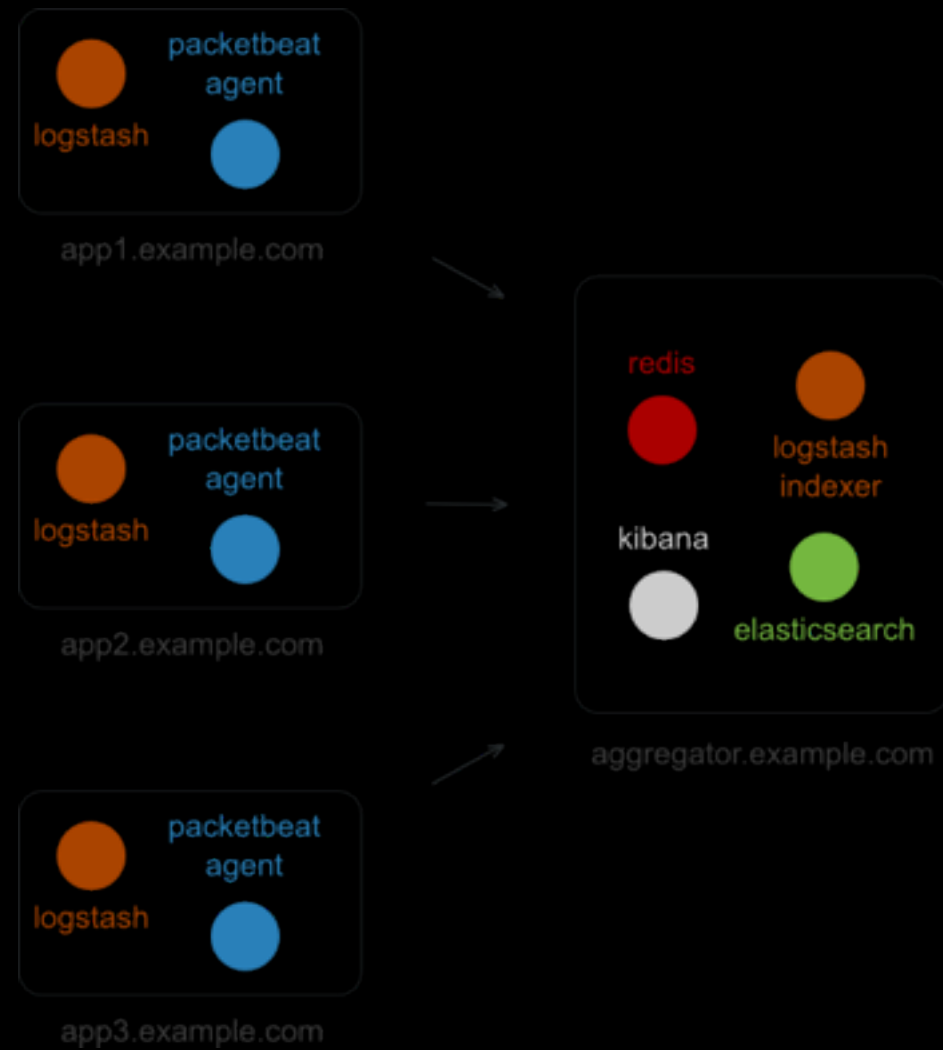 packetbeat
agent
logstash
app1.example.com
packetbeat
agent
logstash
app2.example.com
packetbeat
agent
logstash
app3.example.com
redis
logstash
indexer
kibana
elasticsearch
aggregator.example.com